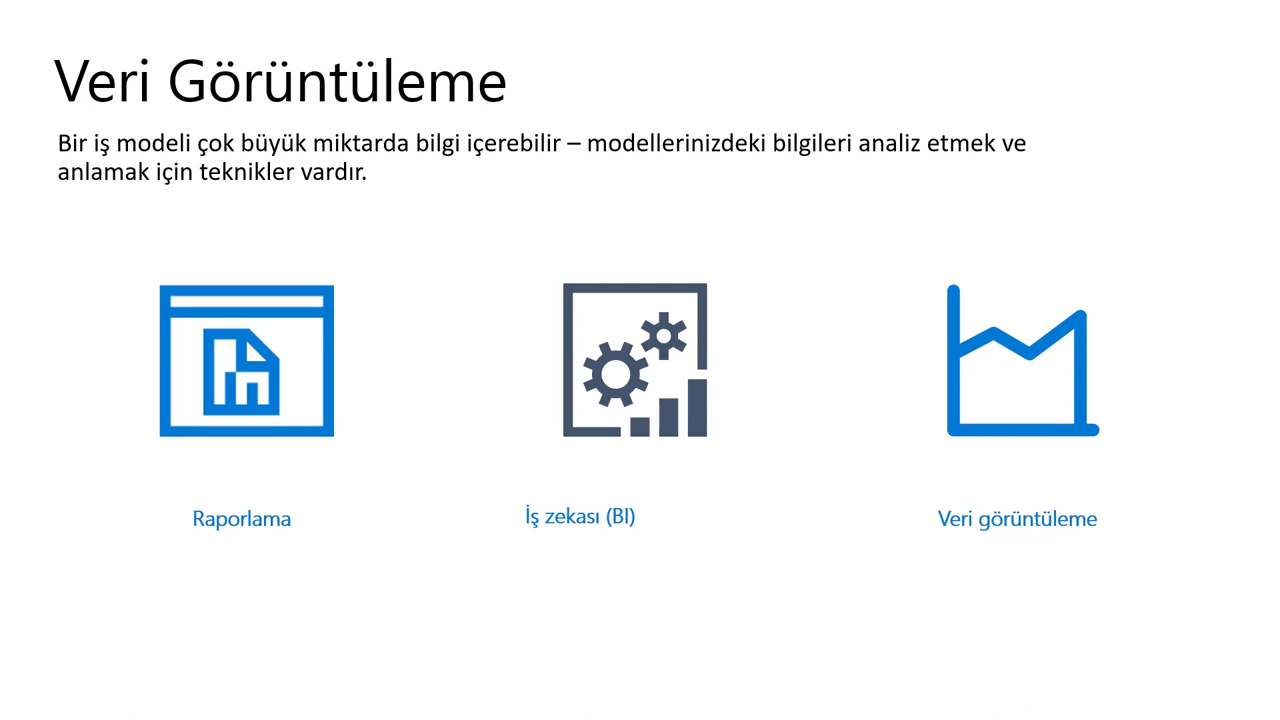 Veri Görüntüleme
Bir iş modeli çok büyük miktarda bilgi içerebilir – modellerinizdeki bilgileri analiz etmek ve
anlamak için teknikler vardır.
Raporlama
İş zekası (BI)
Veri görüntüleme